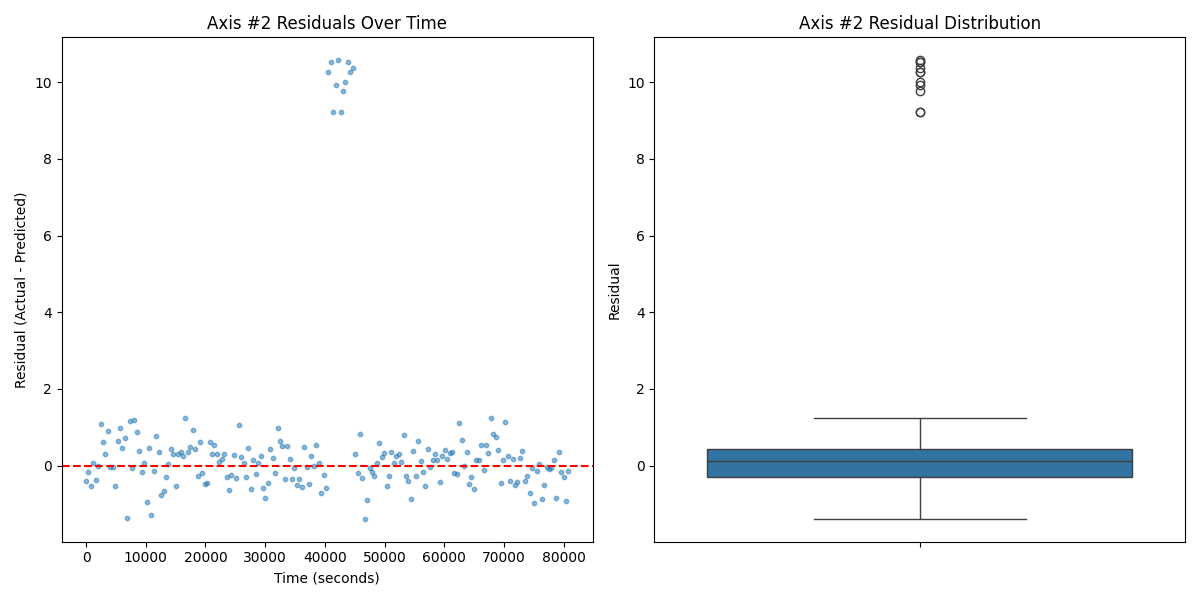 Axis #2 Residuals Over Time
Residual (Actual - Predicted)
10
8
6
4
2
0
0 10000 20000 30000 40000 50000 60000 70000 80000
Time (seconds)
Axis #2 Residual Distribution
Residual
10
8
6
4
2
0